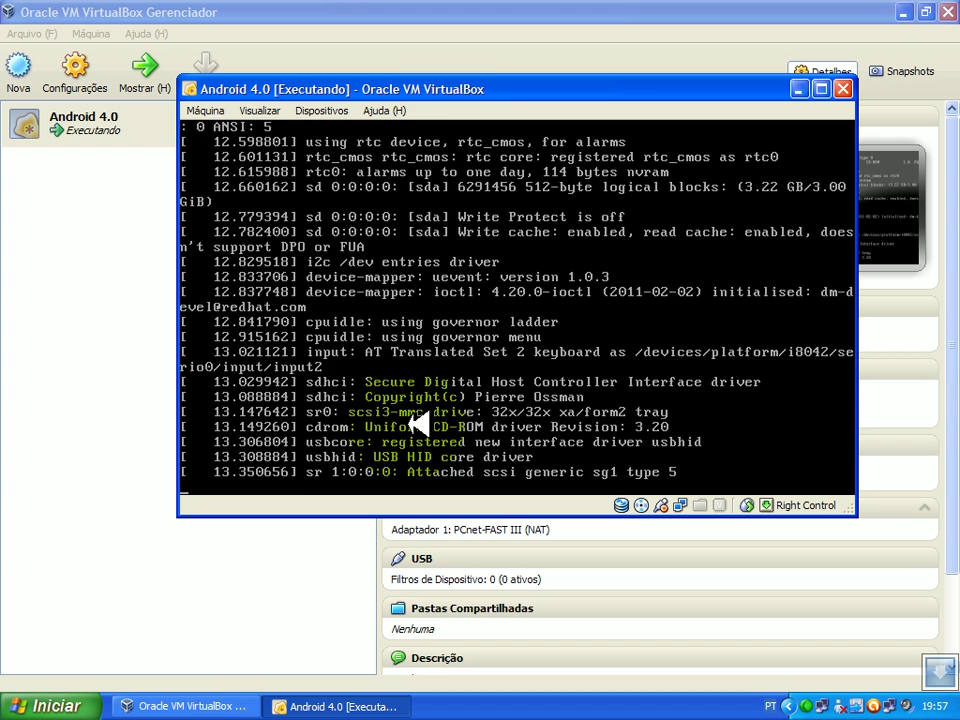 Oracle VM VirtualBox Gerenciador
Arquivo (F) Máquina Ajuda (H)
Nova Configurações Mostrar (H)
Detalhes Snapshots
Android 4.0
Executando
Android 4.0 [Executando] - Oracle VM VirtualBox
Máquina Visualizar Dispositivos Ajuda (H)
: 0 ANSI: 5
[ 12.598801] using rtc device, rtc_cmos, for alarms
[ 12.601131] rtc_cmos rtc_cmos: rtc core: registered rtc_cmos as rtc0
[ 12.615988] rtc0: alarms up to one day, 114 bytes nvram
[ 12.660162] sd 0:0:0:0: [sda] 6291456 512-byte logical blocks: (3.22 GB/3.00
GiB)
[ 12.779394] sd 0:0:0:0: [sda] Write Protect is off
[ 12.782400] sd 0:0:0:0: [sda] Write cache: enabled, read cache: enabled, does
n't support DPO or FUA
[ 12.829518] i2c /dev entries driver
[ 12.833706] device-mapper: uevent: version 1.0.3
[ 12.837748] device-mapper: ioctl: 4.20.0-ioctl (2011-02-02) initialised: dm-d
evel@redhat.com
[ 12.841790] cpuidle: using governor ladder
[ 12.915162] cpuidle: using governor menu
[ 13.021121] input: AT Translated Set 2 keyboard as /devices/platform/i8042/se
rio0/input/input2
[ 13.029942] sdhci: Secure Digital Host Controller Interface driver
[ 13.088884] sdhci: Copyright(c) Pierre Ossman
[ 13.147642] sr0: scsi3-mmc drive: 32x/32x xa/form2 tray
[ 13.149260] cdrom: Uniform CD-ROM driver Revision: 3.20
[ 13.306804] usbcore: registered new interface driver usbhid
[ 13.308884] usbhid: USB HID core driver
[ 13.350656] sr 1:0:0:0: Attached scsi generic sg1 type 5
Right Control
Adaptador 1: PCnet-FAST III (NAT)
USB
Filtros de Dispositivo: 0 (0 ativos)
Pastas Compartilhadas
Nenhuma
Descrição
Iniciar Oracle VM VirtualBox ... Android 4.0 [Executa... PT 19:57